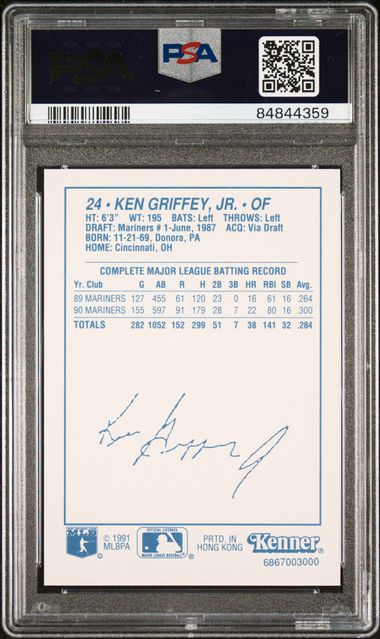 PSA
PSA
84844359
24 • KEN GRIFFEY, JR. • OF
HT: 6'3" WT: 195 BATS: Left THROWS: Left
DRAFT: Mariners # 1-June, 1987 ACQ: Via Draft
BORN: 11-21-69, Donora, PA
HOME: Cincinnati, OH
COMPLETE MAJOR LEAGUE BATTING RECORD
Yr. Club G AB R H 2B 3B HR RBI SB Avg.
89 MARINERS 127 455 61 120 23 0 16 61 16 .264
90 MARINERS 155 597 91 179 28 7 22 80 16 .300
TOTALS 282 1052 152 299 51 7 38 141 32 .284
Ken Griffey Jr
© 1991
MLBPA
OFFICIAL LICENSEE
MAJOR LEAGUE BASEBALL
PRTD. IN
HONG KONG
Kenner
6867003000